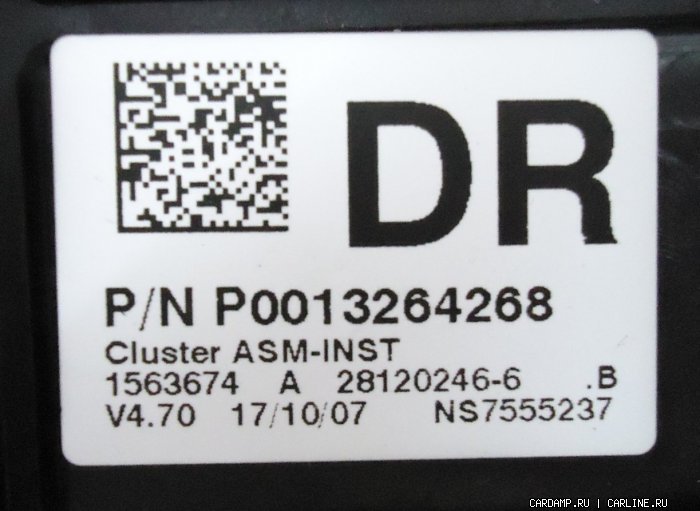 DR
P/N P0013264268
Cluster ASM-INST
1563674 A 28120246-6 .B
V4.70 17/10/07 NS7555237
CARDAMP.RU | CARLINE.RU